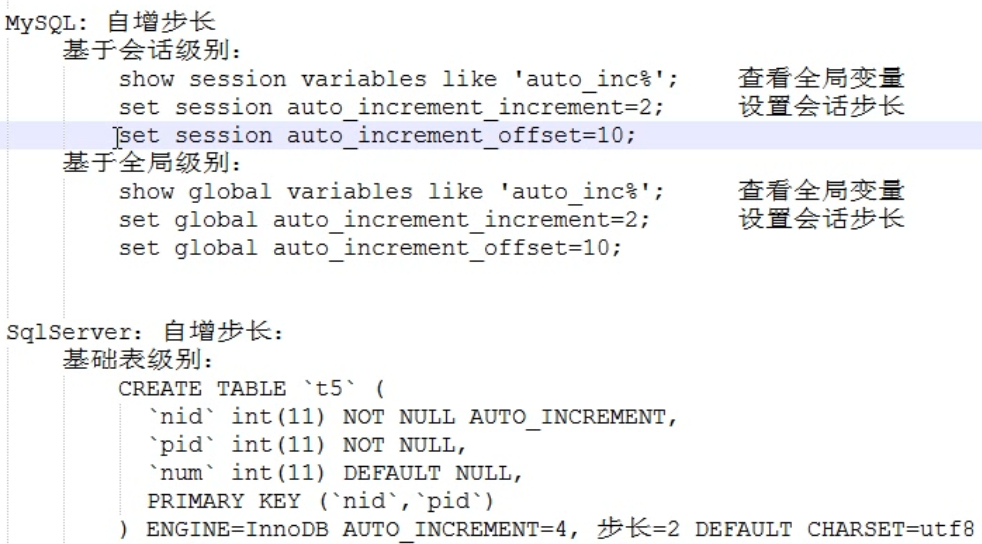 MySQL: 自增步长
基于会话级别:
show session variables like 'auto_inc%'; 查看全局变量
set session auto_increment_increment=2; 设置会话步长
set session auto_increment_offset=10;
基于全局级别:
show global variables like 'auto_inc%'; 查看全局变量
set global auto_increment_increment=2; 设置会话步长
set global auto_increment_offset=10;
SqlServer: 自增步长:
基础表级别:
CREATE TABLE `t5` (
`nid` int(11) NOT NULL AUTO_INCREMENT,
`pid` int(11) NOT NULL,
`num` int(11) DEFAULT NULL,
PRIMARY KEY (`nid`,`pid`)
) ENGINE=InnoDB AUTO_INCREMENT=4, 步长=2 DEFAULT CHARSET=utf8